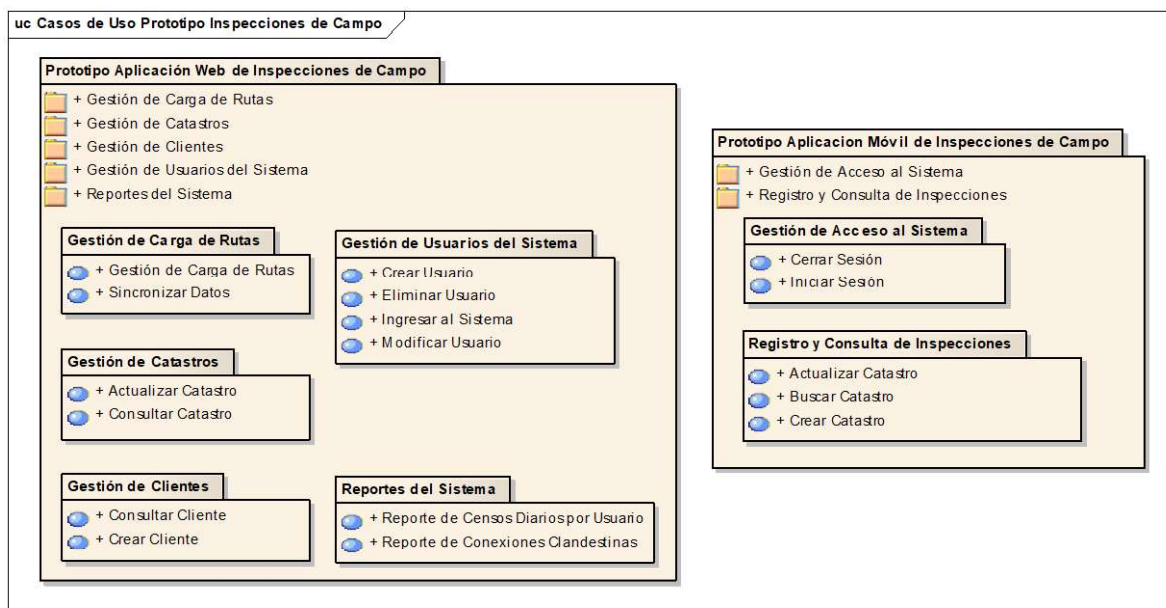 uc Casos de Uso Prototipo Inspecciones de Campo
Prototipo Aplicación Web de Inspecciones de Campo
+ Gestión de Carga de Rutas
+ Gestión de Catastros
+ Gestión de Clientes
+ Gestión de Usuarios del Sistema
+ Reportes del Sistema
Gestión de Carga de Rutas
+ Gestión de Carga de Rutas
+ Sincronizar Datos
Gestión de Usuarios del Sistema
+ Crear Usuario
+ Eliminar Usuario
+ Ingresar al Sistema
+ Modificar Usuario
Gestión de Catastros
+ Actualizar Catastro
+ Consultar Catastro
Gestión de Clientes
+ Consultar Cliente
+ Crear Cliente
Reportes del Sistema
+ Reporte de Censos Diarios por Usuario
+ Reporte de Conexiones Clandestinas
Prototipo Aplicacion Móvil de Inspecciones de Campo
+ Gestión de Acceso al Sistema
+ Registro y Consulta de Inspecciones
Gestión de Acceso al Sistema
+ Cerrar Sesión
+ Iniciar Sesión
Registro y Consulta de Inspecciones
+ Actualizar Catastro
+ Buscar Catastro
+ Crear Catastro